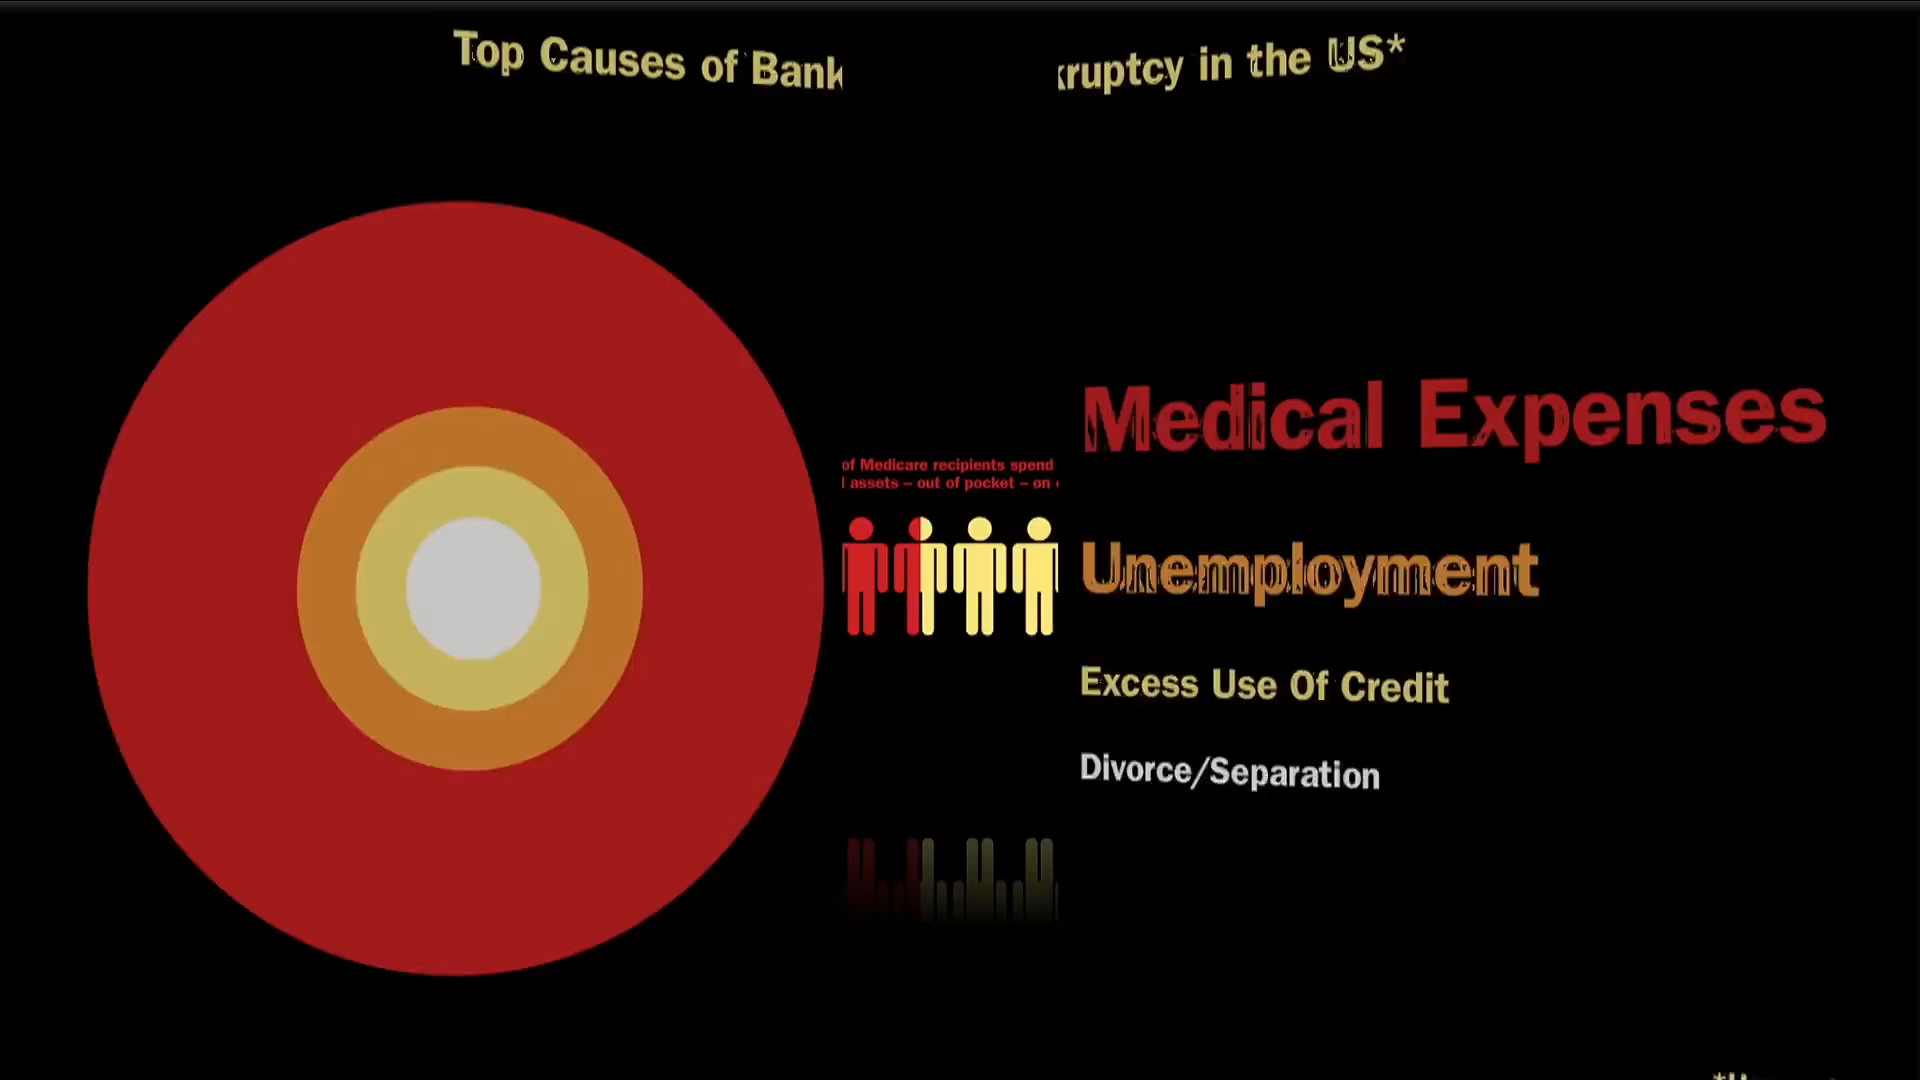 Top Causes of Bank
kruptcy in the US*
Medical Expenses
of Medicare recipients spend
assets – out of pocket – on
Unemployment
Excess Use Of Credit
Divorce/Separation